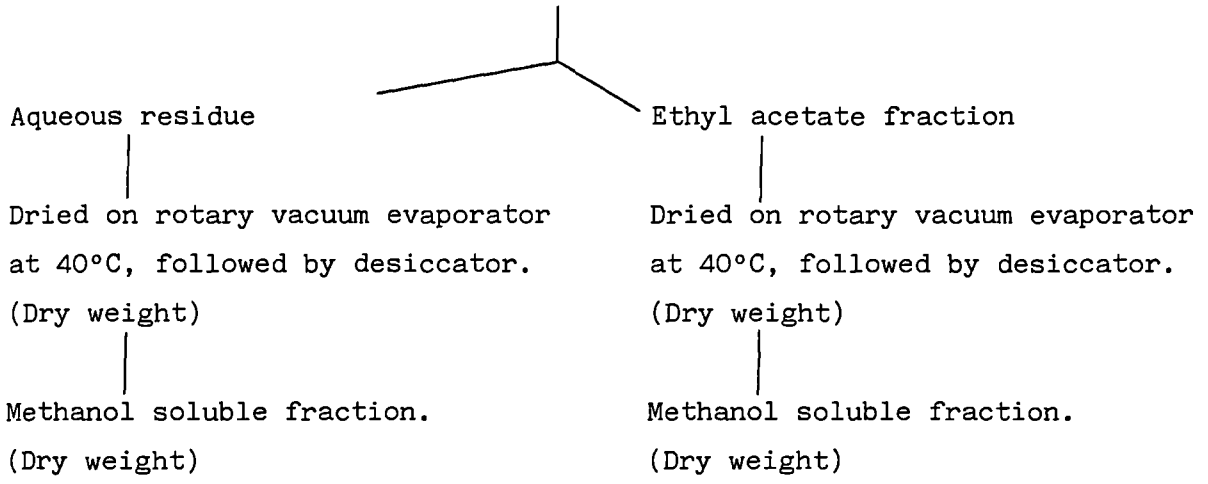 Aqueous residue
Ethyl acetate fraction
Dried on rotary vacuum evaporator
at 40°C, followed by desiccator.
(Dry weight)
Dried on rotary vacuum evaporator
at 40°C, followed by desiccator.
(Dry weight)
Methanol soluble fraction.
(Dry weight)
Methanol soluble fraction.
(Dry weight)